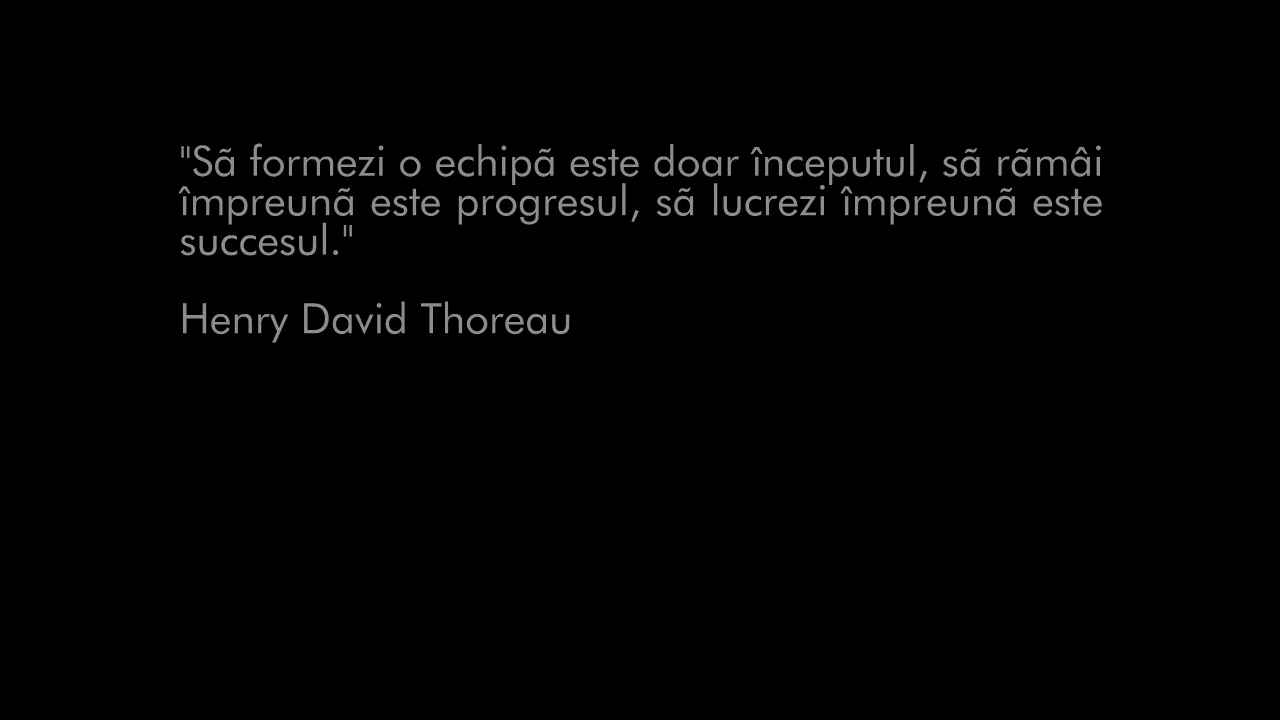 "Sã formezi o echipã este doar începutul, sã rãmâi
împreunã este progresul, sã lucrezi împreunã este
succesul."
Henry David Thoreau